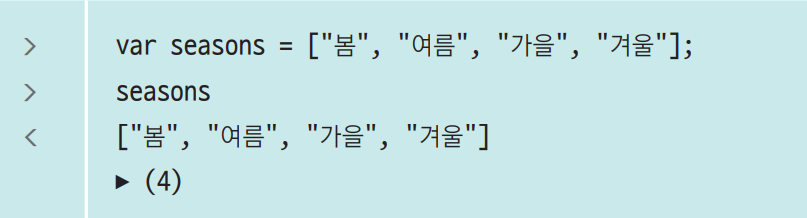 > var seasons = ["봄", "여름", "가을", "겨울"];
> seasons
< ["봄", "여름", "가을", "겨울"]
▶ (4)